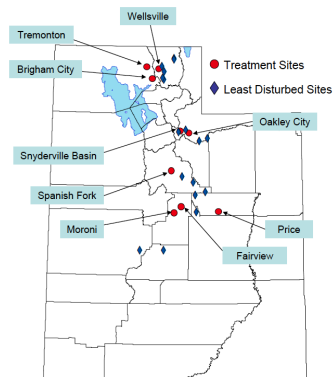 Wellsville
Tremonton
Brigham City
Treatment Sites
Least Disturbed Sites
Oakley City
Snyderville Basin
Spanish Fork
Moroni
Price
Fairview